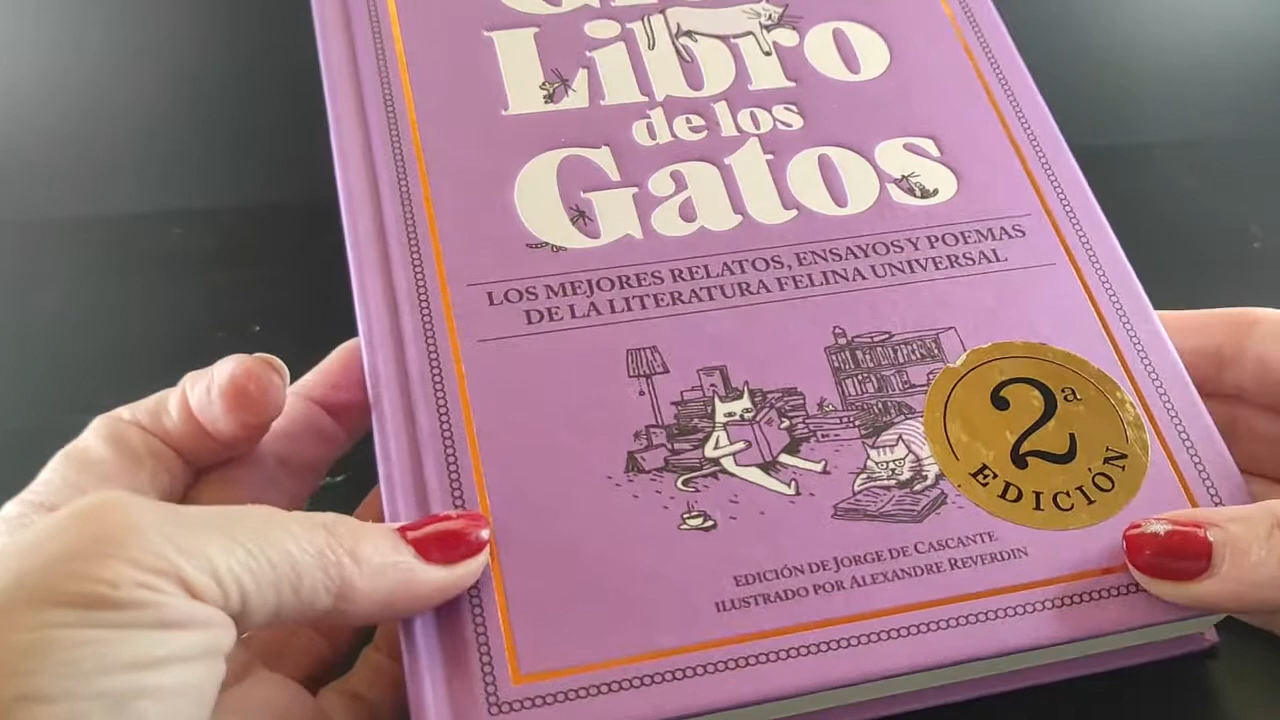 Libro
de los
Gatos
LOS MEJORES RELATOS, ENSAYOS Y POEMAS
DE LA LITERATURA FELINA UNIVERSAL
2ª
EDICIÓN
EDICIÓN DE JORGE DE CASCANTE
ILUSTRADO POR ALEXANDRE REVERDIN